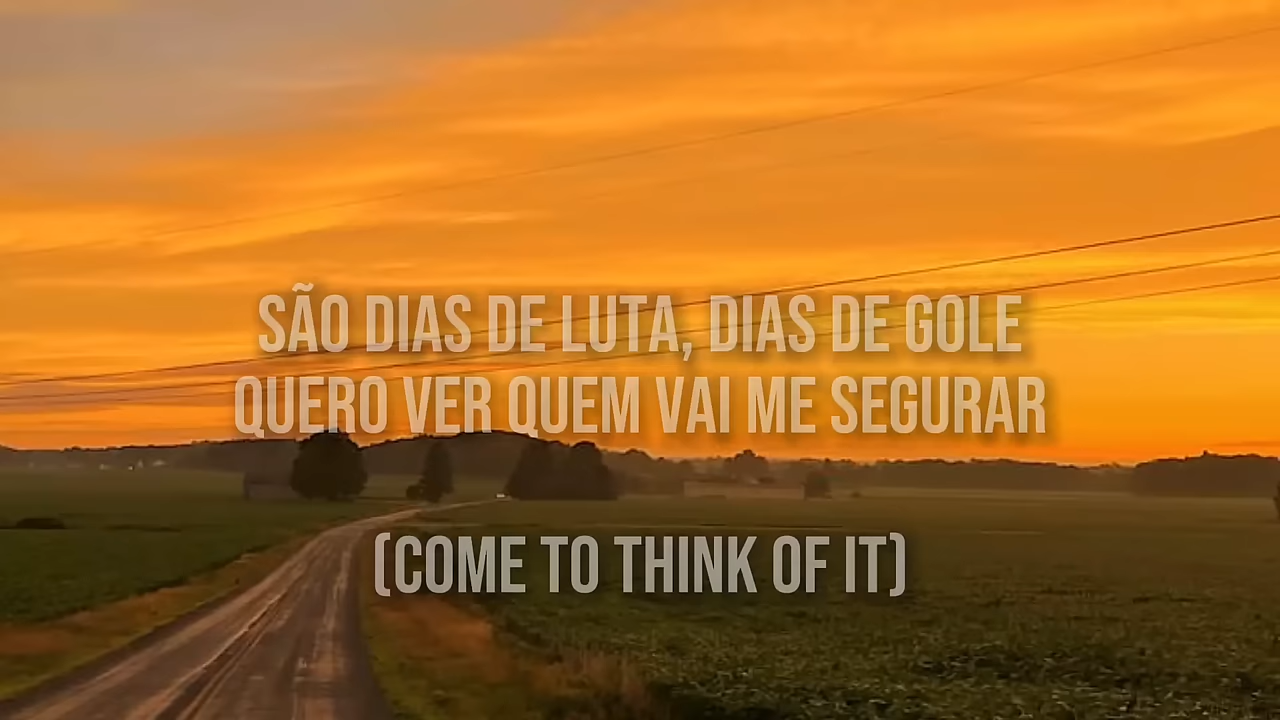 SÃO DIAS DE LUTA, DIAS DE GOLE
QUERO VER QUEM VAI ME SEGURAR
(COME TO THINK OF IT)